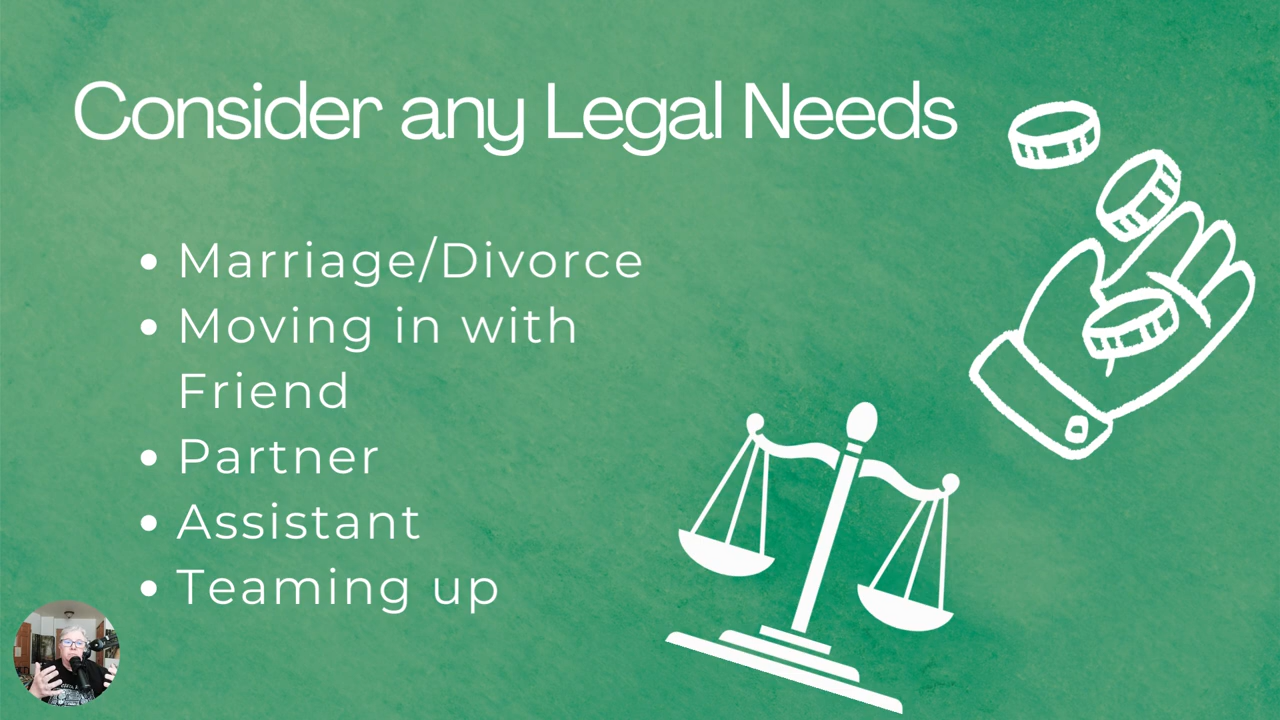 Consider any Legal Needs
• Marriage/Divorce
• Moving in with
Friend
• Partner
• Assistant
• Teaming up